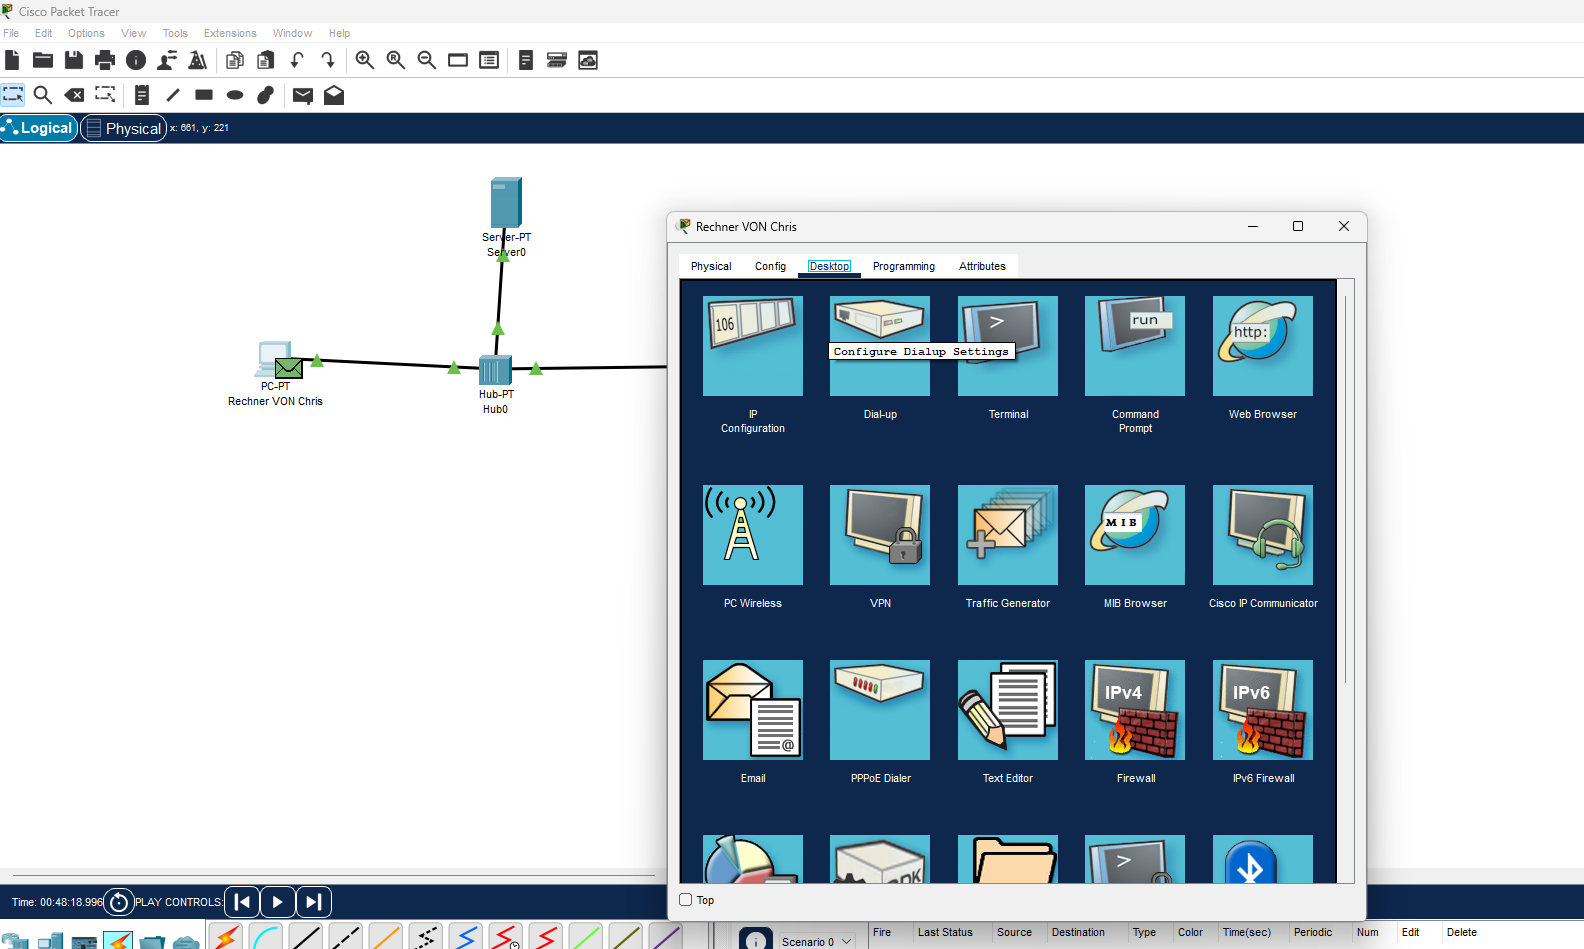 Cisco Packet Tracer
File Edit Options View Tools Extensions Window Help
Logical Physical x: 661, y: 221
Server-PT
Server0
PC-PT
Rechner VON Chris
Hub-PT
Hub0
Rechner VON Chris
Physical Config Desktop Programming Attributes
106
>
run
http:
Configure Dialup Settings
IP
Configuration
Dial-up
Terminal
Command
Prompt
Web Browser
MIB
PC Wireless
VPN
Traffic Generator
MIB Browser
Cisco IP Communicator
@
IPv4
IPv6
Email
PPPoE Dialer
Text Editor
Firewall
IPv6 Firewall
>
Top
Time: 00:48:18.996 PLAY CONTROLS:
Scenario 0
Fire Last Status Source Destination Type Color Time(sec) Periodic Num Edit Delete